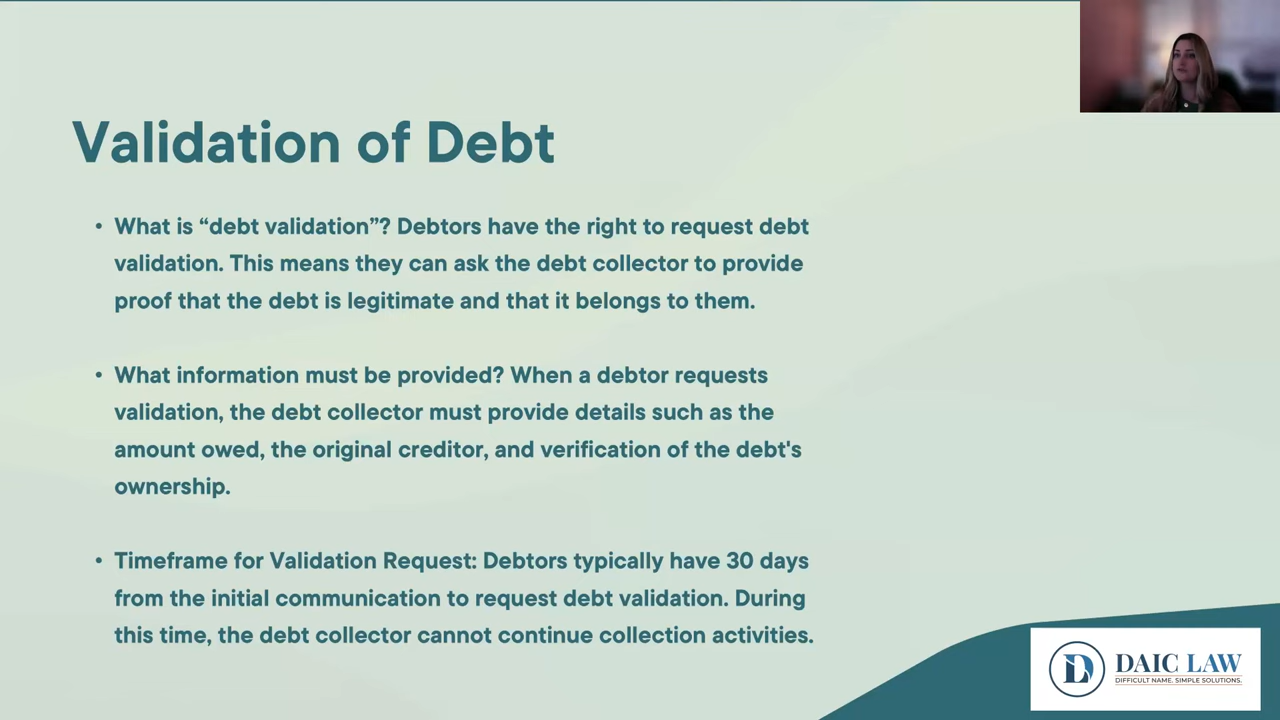 Validation of Debt
• What is “debt validation”? Debtors have the right to request debt
validation. This means they can ask the debt collector to provide
proof that the debt is legitimate and that it belongs to them.
• What information must be provided? When a debtor requests
validation, the debt collector must provide details such as the
amount owed, the original creditor, and verification of the debt's
ownership.
• Timeframe for Validation Request: Debtors typically have 30 days
from the initial communication to request debt validation. During
this time, the debt collector cannot continue collection activities.
DAIC LAW
DIFFICULT NAME. SIMPLE SOLUTIONS.